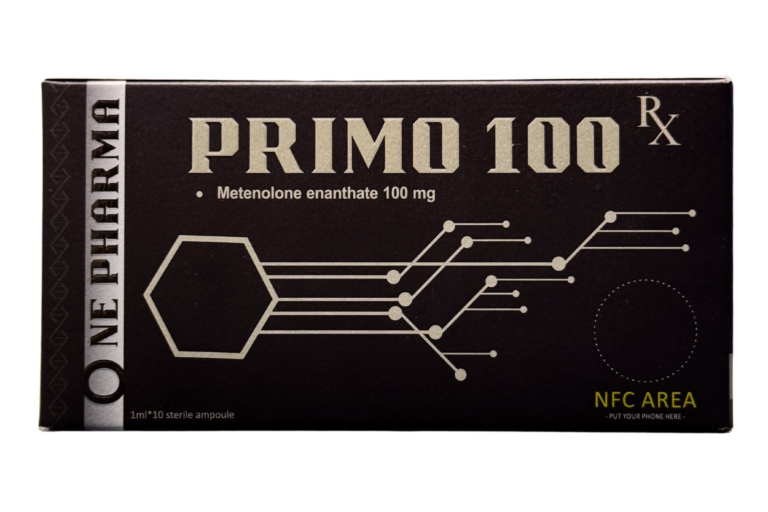 ONE PHARMA
PRIMO 100 Rx
• Metenolone enanthate 100 mg
NFC AREA
- PUT YOUR PHONE HERE -
1ml*10 sterile ampoule